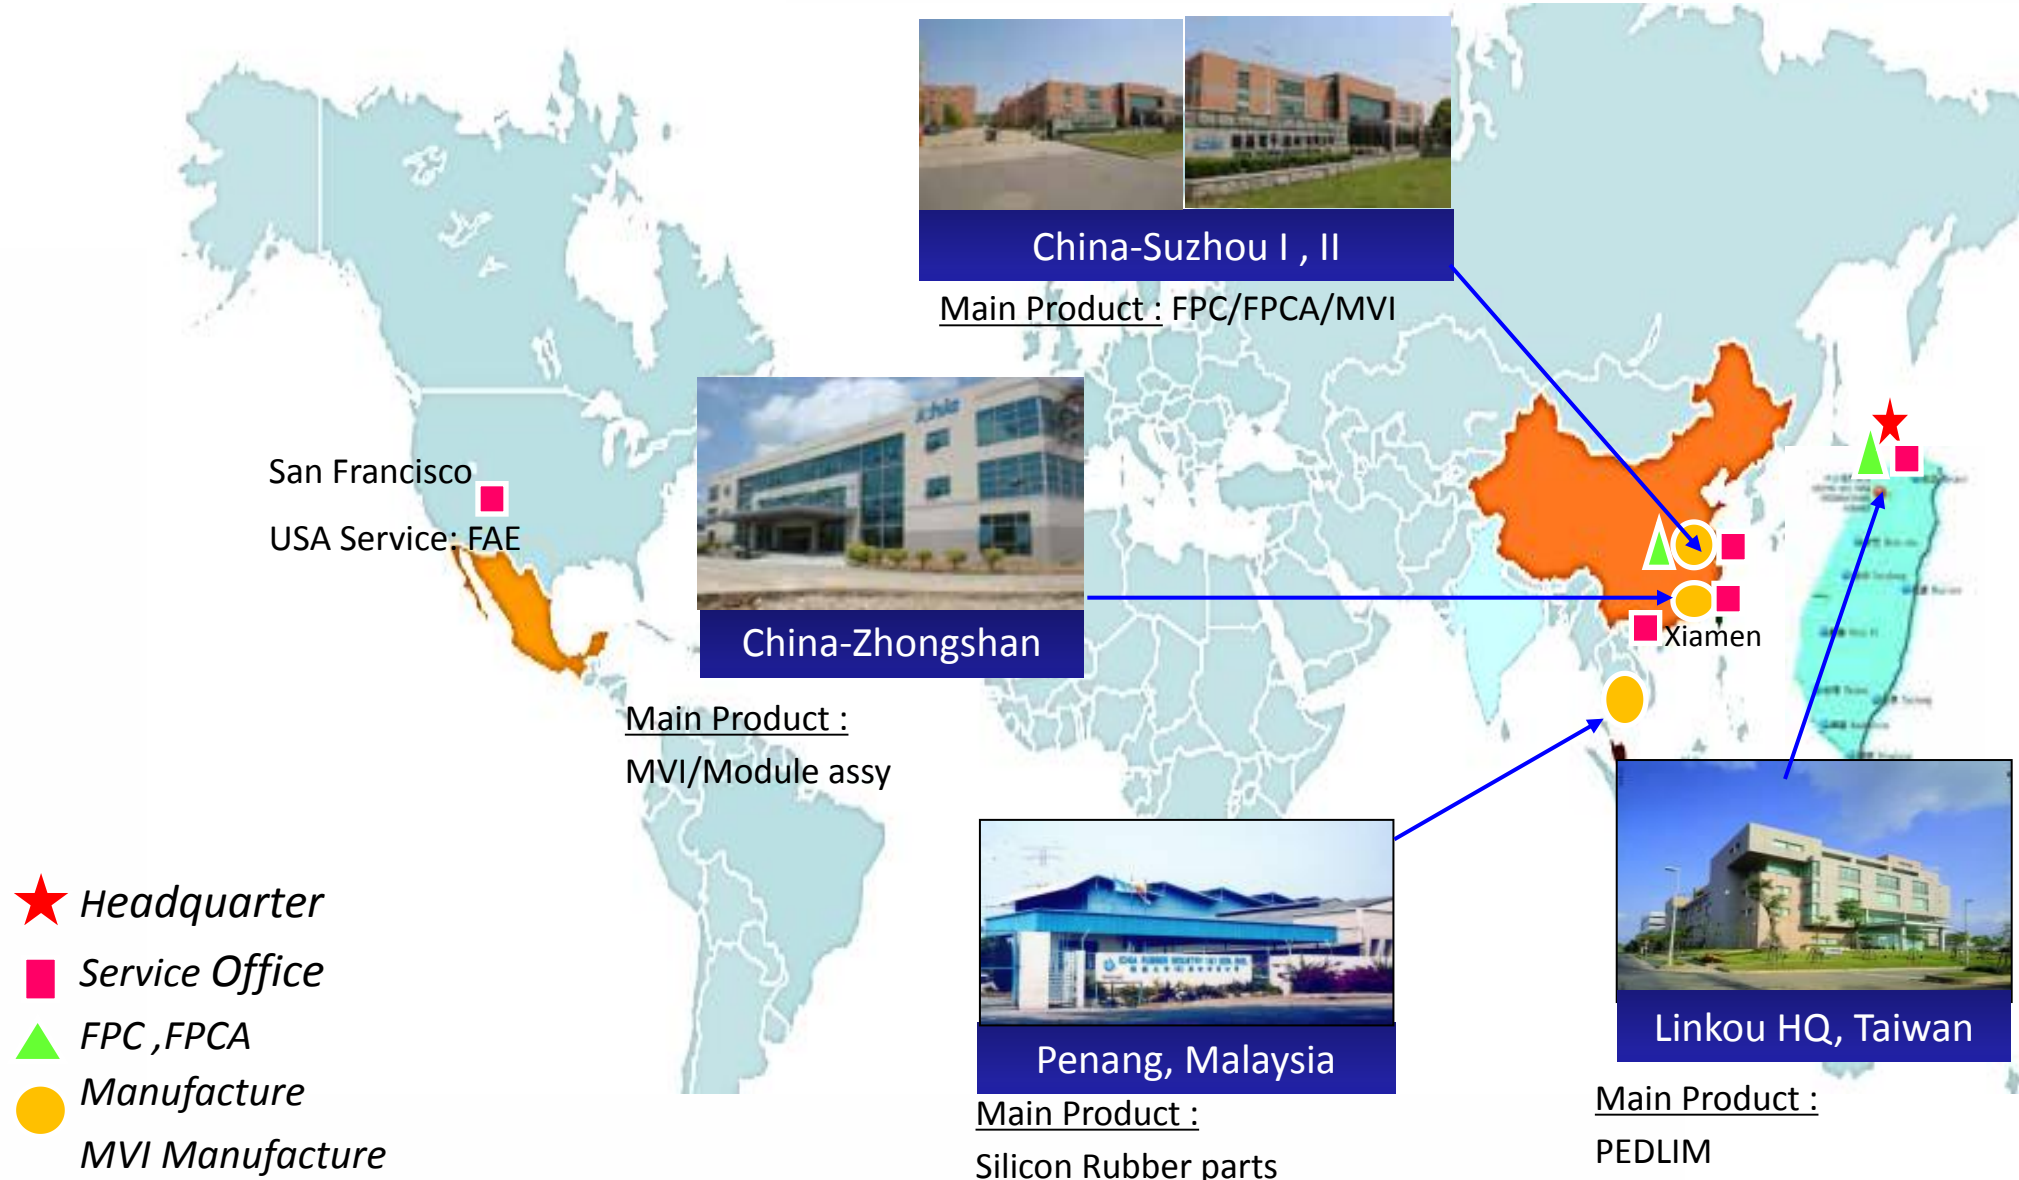 China-Suzhou I , II
Main Product : FPC/FPCA/MVI
San Francisco
USA Service: FAE
ichia
China-Zhongshan
Main Product :
MVI/Module assy
Xiamen
Penang, Malaysia
Main Product :
Silicon Rubber parts
Linkou HQ, Taiwan
Main Product :
PEDLIM
Headquarter
Service Office
FPC ,FPCA
Manufacture
MVI Manufacture